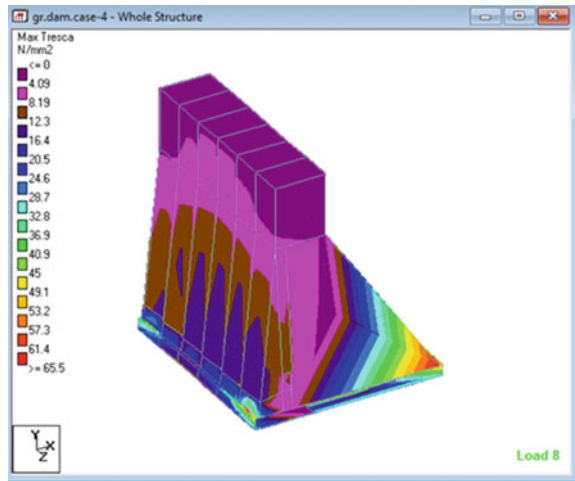 gr.dam.case-4 - Whole Structure
Max Tresca
N/mm2
<= 0
4.09
8.19
12.3
16.4
20.5
24.6
28.7
32.8
36.9
40.9
45
49.1
53.2
57.3
61.4
>= 65.5
Y
X
Z
Load 8